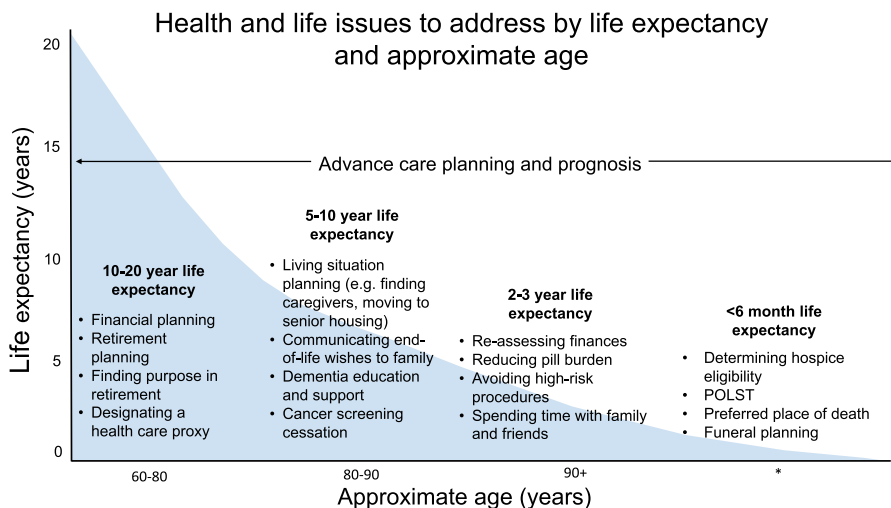 Health and life issues to address by life expectancy
and approximate age
Life expectancy (years)
20
15
10
5
0
Advance care planning and prognosis
10-20 year life
expectancy
• Financial planning
• Retirement
planning
• Finding purpose in
retirement
• Designating a
health care proxy
5-10 year life
expectancy
• Living situation
planning (e.g. finding
caregivers, moving to
senior housing)
• Communicating end-
of-life wishes to family
• Dementia education
and support
• Cancer screening
cessation
2-3 year life
expectancy
• Re-assessing finances
• Reducing pill burden
• Avoiding high-risk
procedures
• Spending time with family
and friends
<6 month life
expectancy
• Determining hospice
eligibility
• POLST
• Preferred place of death
• Funeral planning
60-80
80-90
90+
*
Approximate age (years)